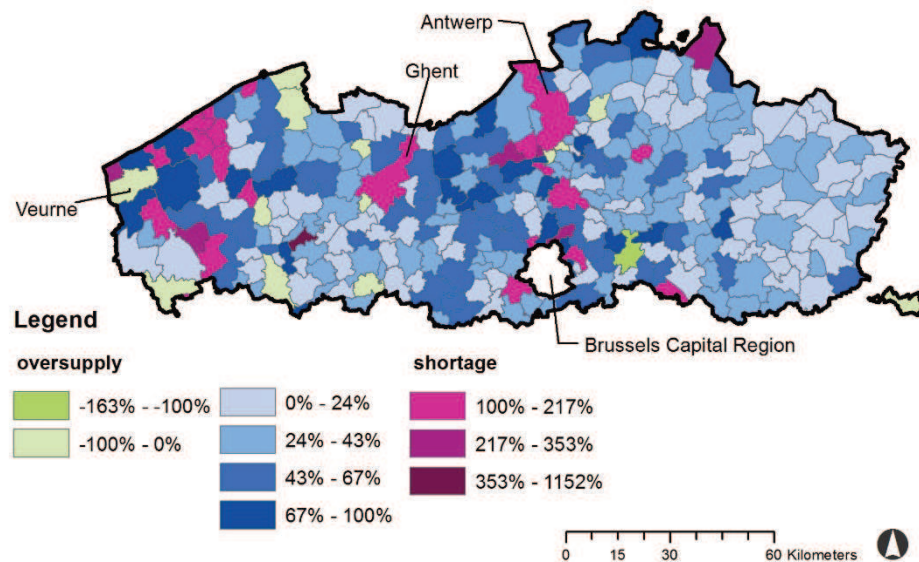 Antwerp
Ghent
Veurne
Brussels Capital Region
Legend
oversupply
-163% - -100%
-100% - 0%
0% - 24%
24% - 43%
43% - 67%
67% - 100%
shortage
100% - 217%
217% - 353%
353% - 1152%
0 15 30 60 Kilometers